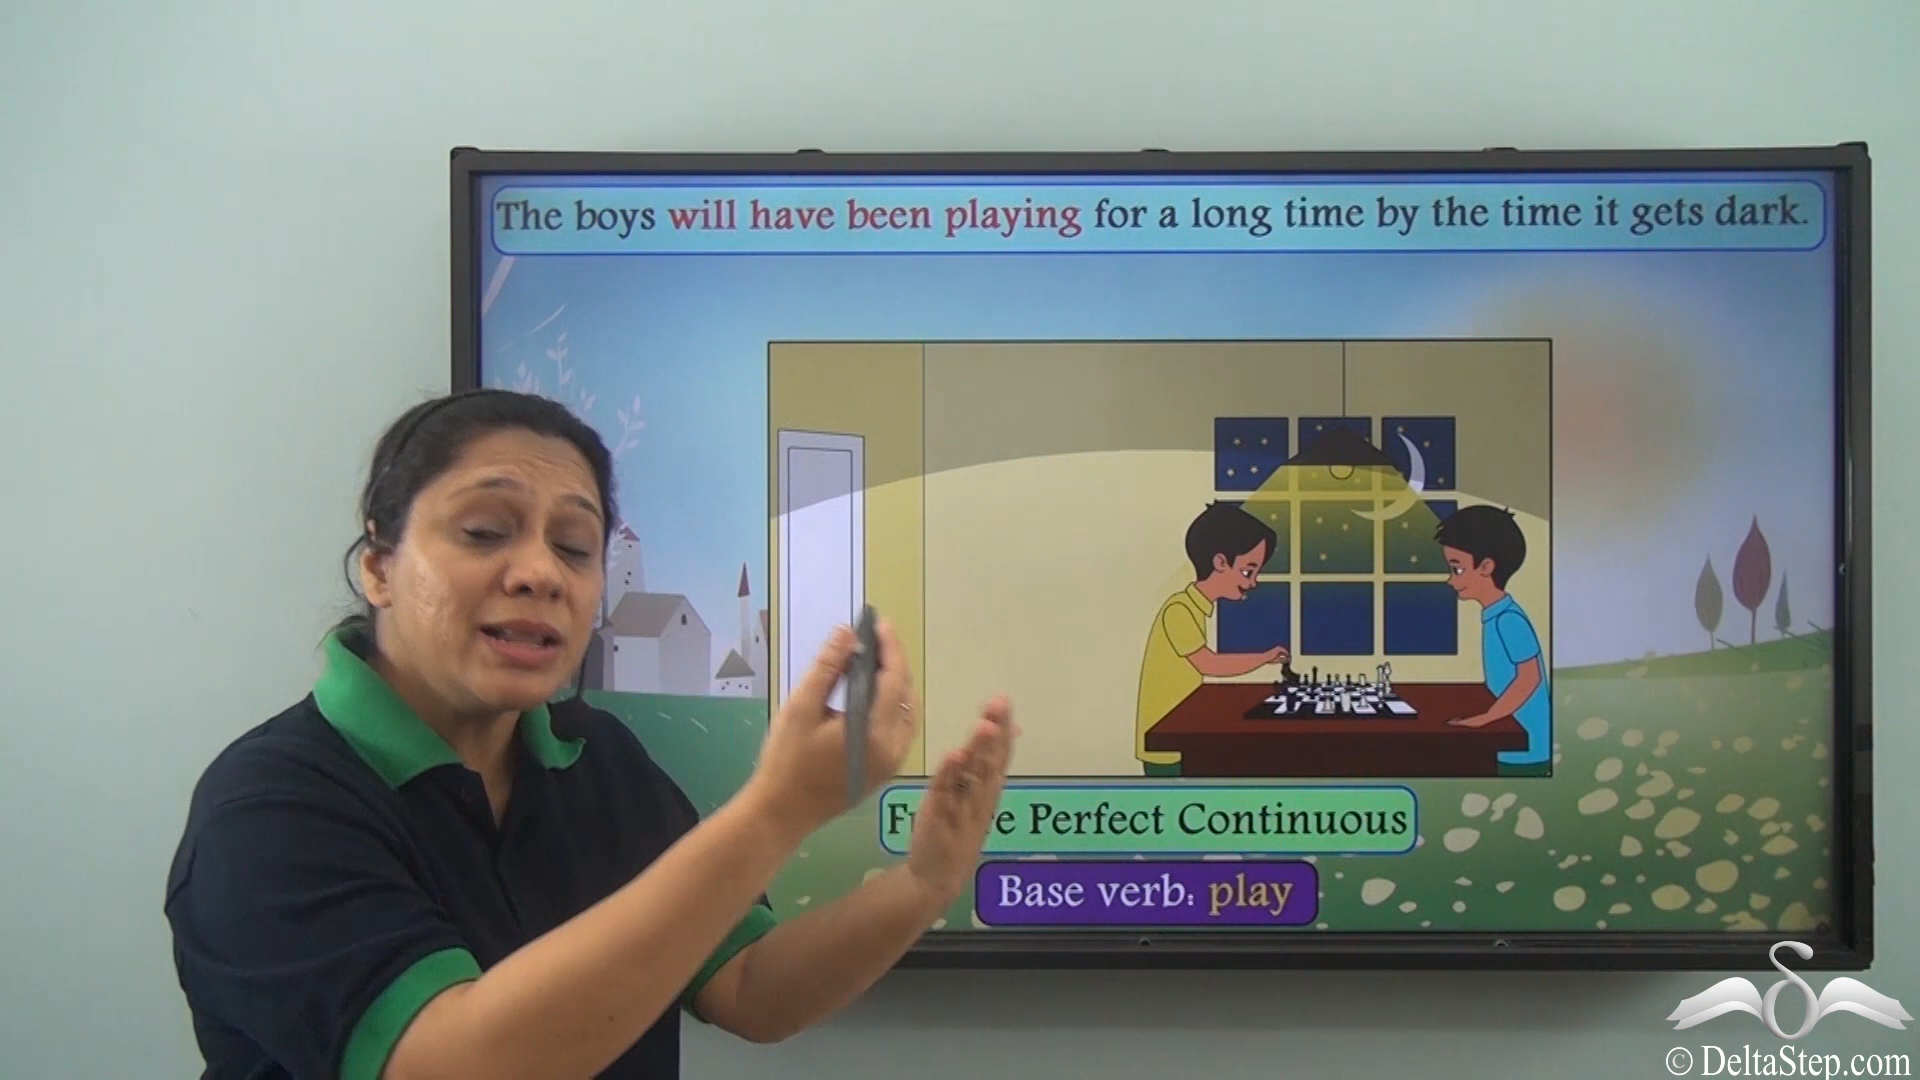 The boys will have been playing for a long time by the time it gets dark.
Perfect Continuous
Base verb: play
© DeltaStep.com